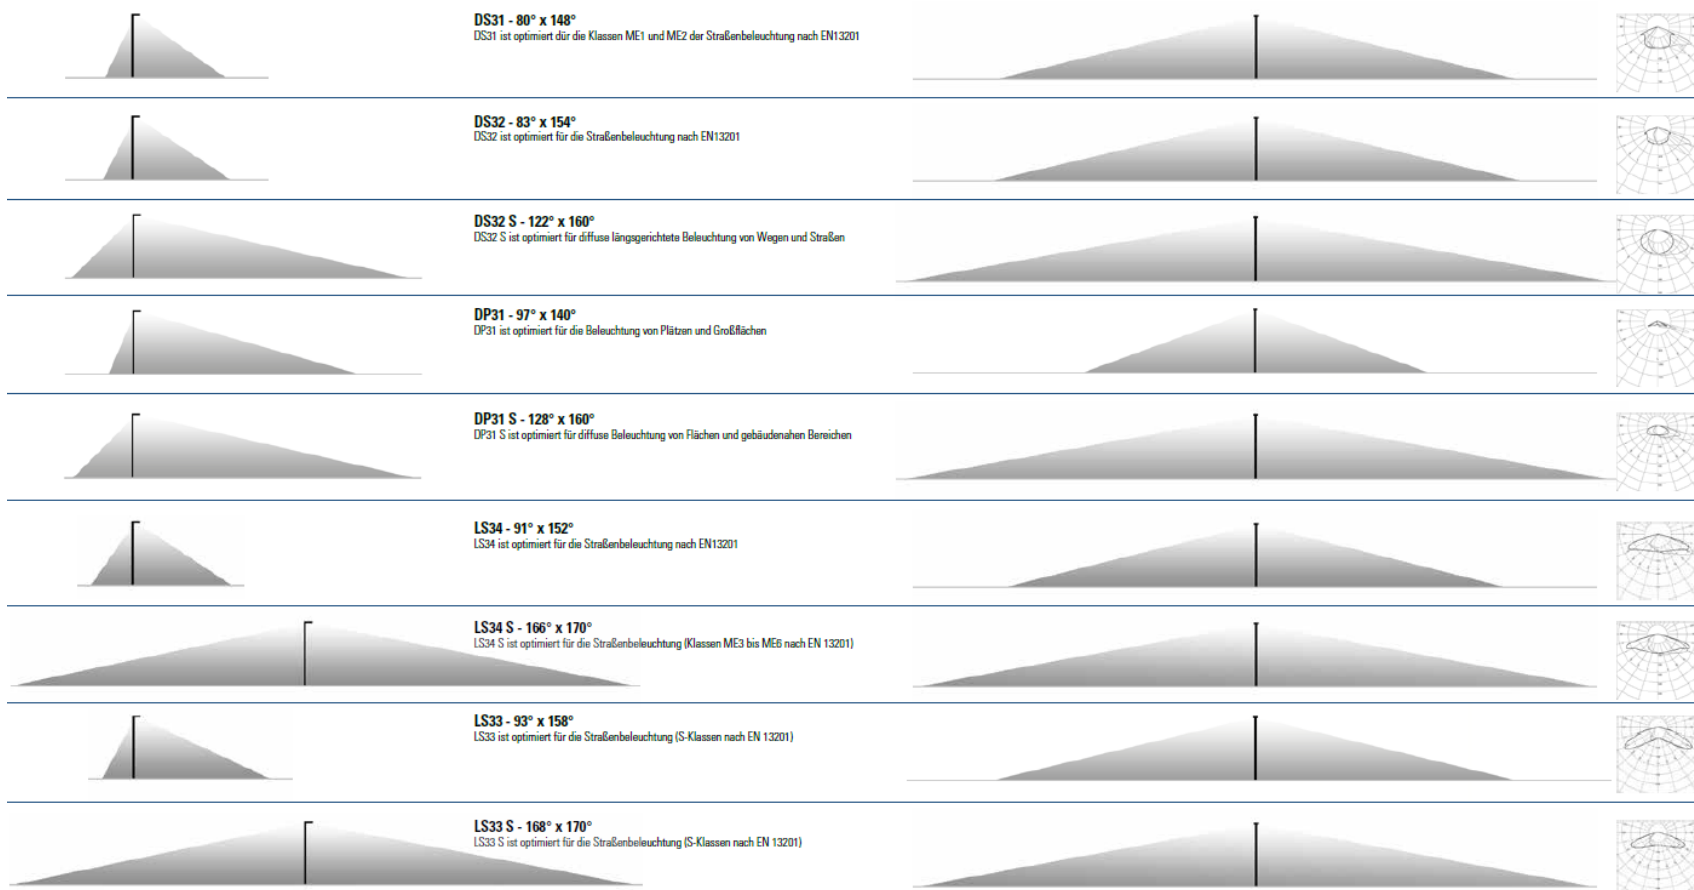 DS31 - 80° x 148°
DS31 ist optimiert dür die Klassen ME1 und ME2 der Straßenbeleuchtung nach EN13201
DS32 - 83° x 154°
DS32 ist optimiert für die Straßenbeleuchtung nach EN13201
DS32 S - 122° x 160°
DS32 S ist optimiert für diffuse längsgerichtete Beleuchtung von Wegen und Straßen
DP31 - 97° x 140°
DP31 ist optimiert für die Beleuchtung von Plätzen und Großflächen
DP31 S - 128° x 160°
DP31 S ist optimiert für diffuse Beleuchtung von Flächen und gebäudenahen Bereichen
LS34 - 91° x 152°
LS34 ist optimiert für die Straßenbeleuchtung nach EN13201
LS34 S - 166° x 170°
LS34 S ist optimiert für die Straßenbeleuchtung (Klassen ME3 bis ME6 nach EN 13201)
LS33 - 93° x 158°
LS33 ist optimiert für die Straßenbeleuchtung (S-Klassen nach EN 13201)
LS33 S - 168° x 170°
LS33 S ist optimiert für die Straßenbeleuchtung (S-Klassen nach EN 13201)